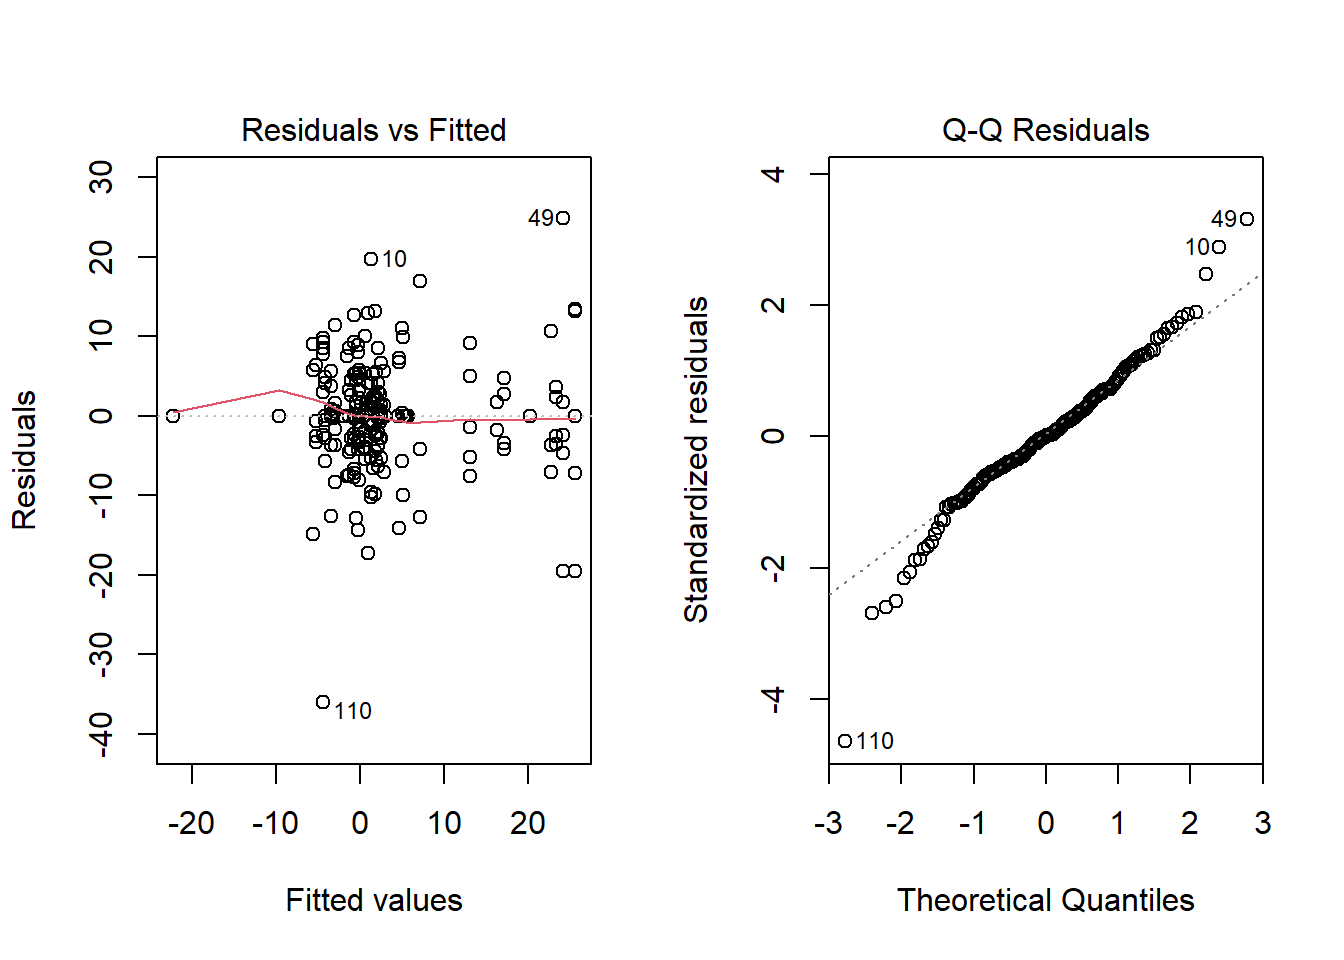 Residuals vs Fitted
30
20
10
0
-10
-20
-30
-40
Residuals
49
10
110
-20 -10 0 10 20
Fitted values
Q-Q Residuals
4
2
0
-2
-4
Standardized residuals
49
10
110
-3 -2 -1 0 1 2 3
Theoretical Quantiles